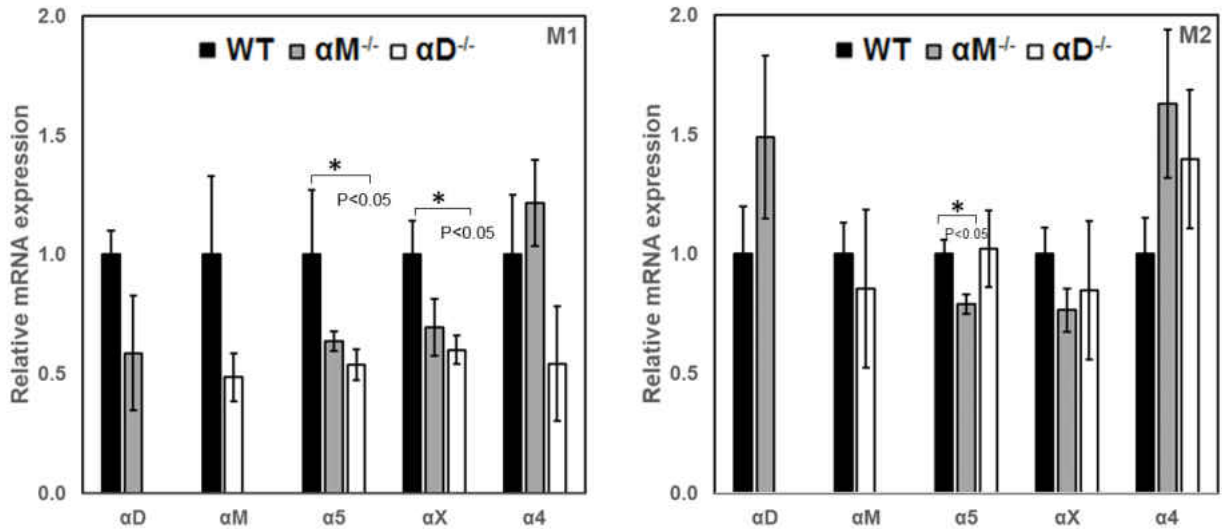 2.0
M1
WT αM-/- αD-/-
1.5
*
P<0.05
*
P<0.05
1.0
0.5
0.0
Relative mRNA expression
αD αM α5 αX α4
2.0
M2
WT αM-/- αD-/-
1.5
*
P<0.05
1.0
0.5
0.0
Relative mRNA expression
αD αM α5 αX α4